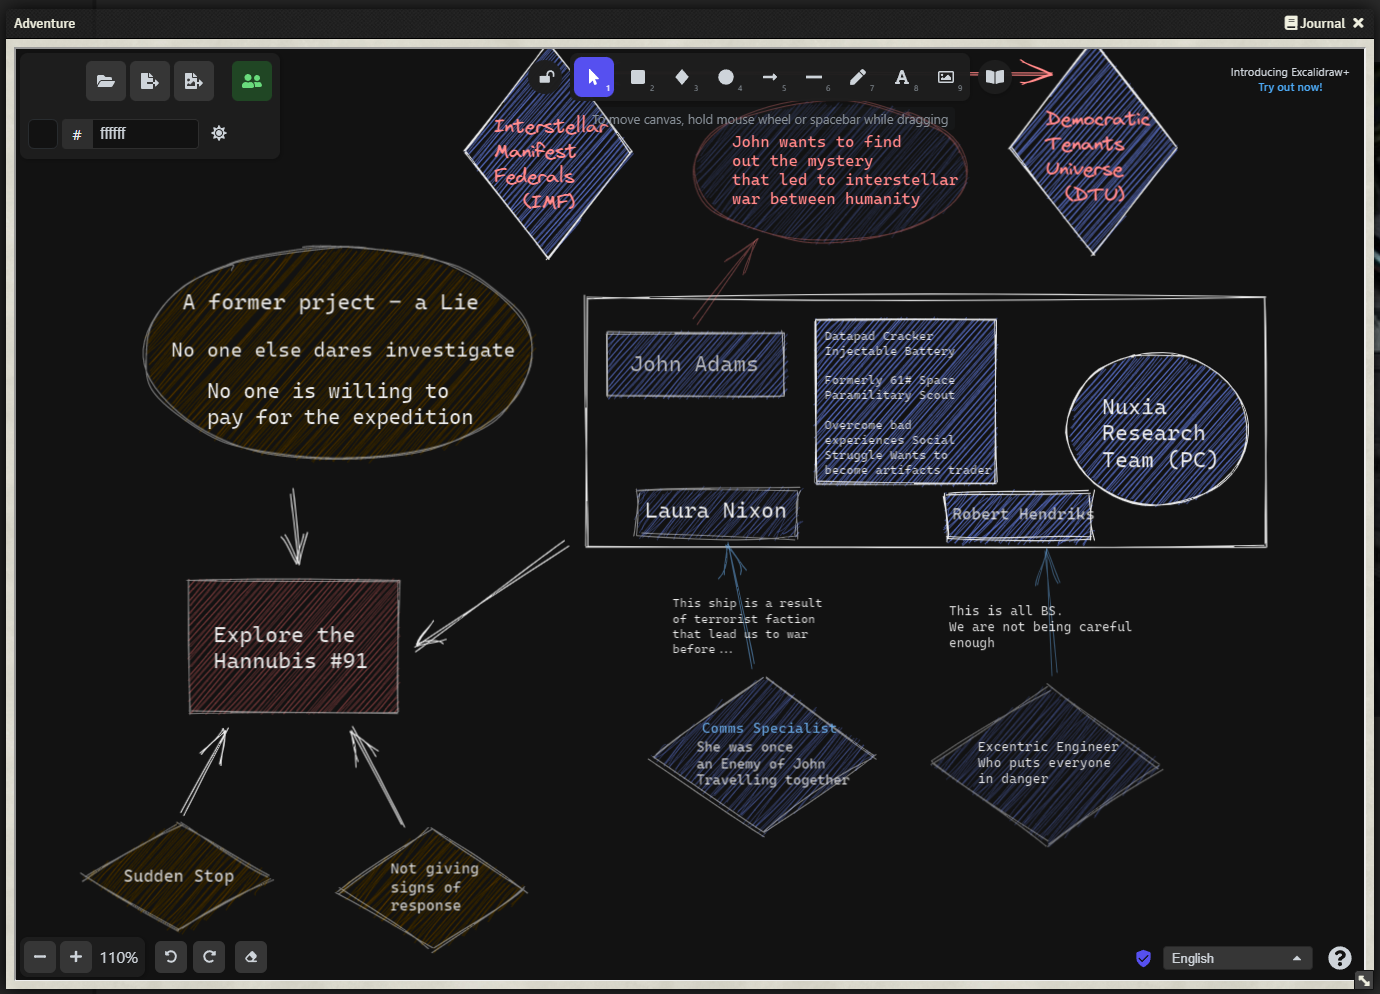 Adventure
Journal
Introducing Excalidraw+
Try out now!
1
2
3
4
5
6
7
8
9
To move canvas, hold mouse wheel or spacebar while dragging
#
ffffff
Interstellar
Manifest
Federals
(IMF)
John wants to find
out the mystery
that led to interstellar
war between humanity
Democratic
Tenants
Universe
(DTU)
A former prject - a Lie
No one else dares investigate
No one is willing to
pay for the expedition
John Adams
Datapad Cracker
Injectable Battery
Formerly 61# Space
Paramilitary Scout
Overcome bad
experiences Social
Struggle Wants to
become artifacts trader
Nuxia
Research
Team (PC)
Laura Nixon
Robert Hendriks
Explore the
Hannubis #91
This ship is a result
of terrorist faction
that lead us to war
before...
This is all BS.
We are not being careful
enough
Comms Specialist
She was once
an Enemy of John
Travelling together
Excentric Engineer
Who puts everyone
in danger
Sudden Stop
Not giving
signs of
response
110%
English